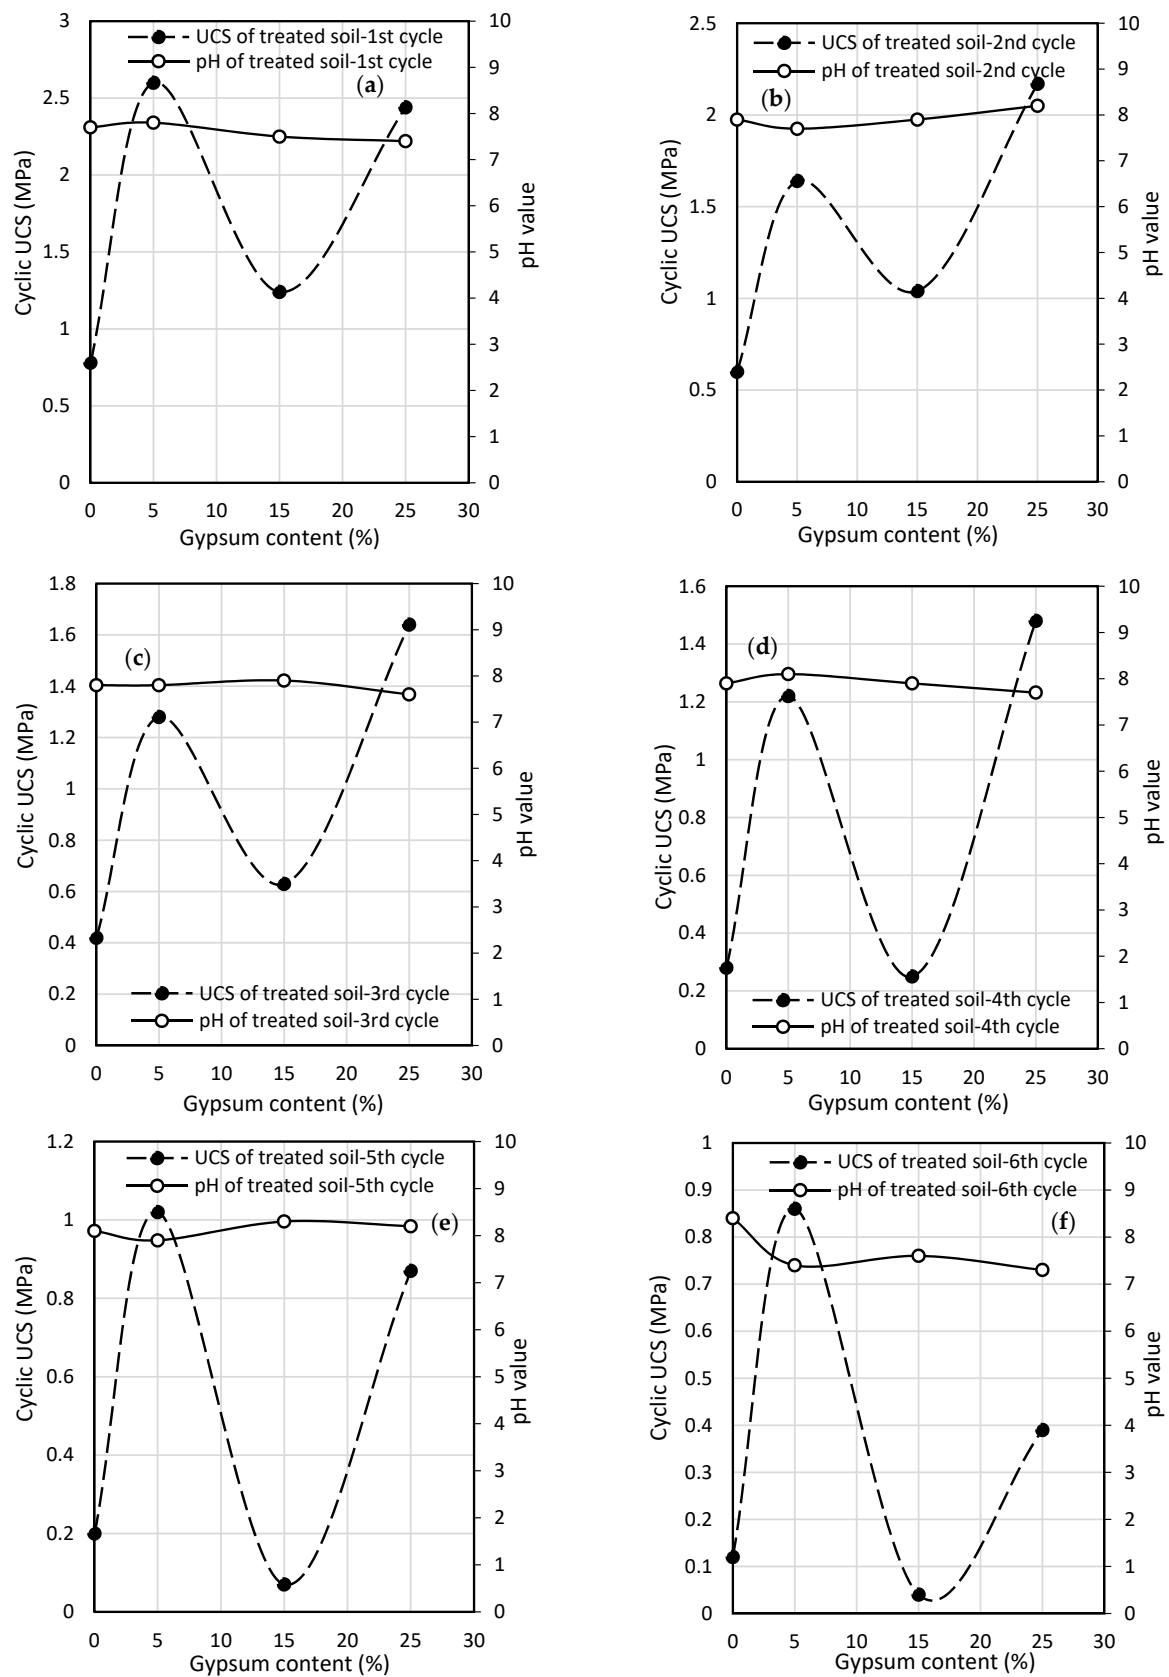 UCS of treated soil-1st cycle
pH of treated soil-1st cycle
(a)
3
2.5
2
1.5
1
0.5
0
Cyclic UCS (MPa)
10
9
8
7
6
5
4
3
2
1
0
pH value
0 5 10 15 20 25 30
Gypsum content (%)
UCS of treated soil-2nd cycle
pH of treated soil-2nd cycle
(b)
2.5
2
1.5
1
0.5
0
Cyclic UCS (MPa)
10
9
8
7
6
5
4
3
2
1
0
pH value
0 5 10 15 20 25 30
Gypsum content (%)
1.8
1.6
1.4
1.2
1
0.8
0.6
0.4
0.2
0
Cyclic UCS (MPa)
(c)
UCS of treated soil-3rd cycle
pH of treated soil-3rd cycle
10
9
8
7
6
5
4
3
2
1
0
pH value
0 5 10 15 20 25 30
Gypsum content (%)
1.6
1.4
1.2
1
0.8
0.6
0.4
0.2
0
Cyclic UCS (MPa)
(d)
UCS of treated soil-4th cycle
pH of treated soil-4th cycle
10
9
8
7
6
5
4
3
2
1
0
pH value
0 5 10 15 20 25 30
Gypsum content (%)
UCS of treated soil-5th cycle
pH of treated soil-5th cycle
(e)
1.2
1
0.8
0.6
0.4
0.2
0
Cyclic UCS (MPa)
10
9
8
7
6
5
4
3
2
1
0
pH value
0 5 10 15 20 25 30
Gypsum content (%)
UCS of treated soil-6th cycle
pH of treated soil-6th cycle
(f)
1
0.9
0.8
0.7
0.6
0.5
0.4
0.3
0.2
0.1
0
Cyclic UCS (MPa)
10
9
8
7
6
5
4
3
2
1
0
pH value
0 5 10 15 20 25 30
Gypsum content (%)